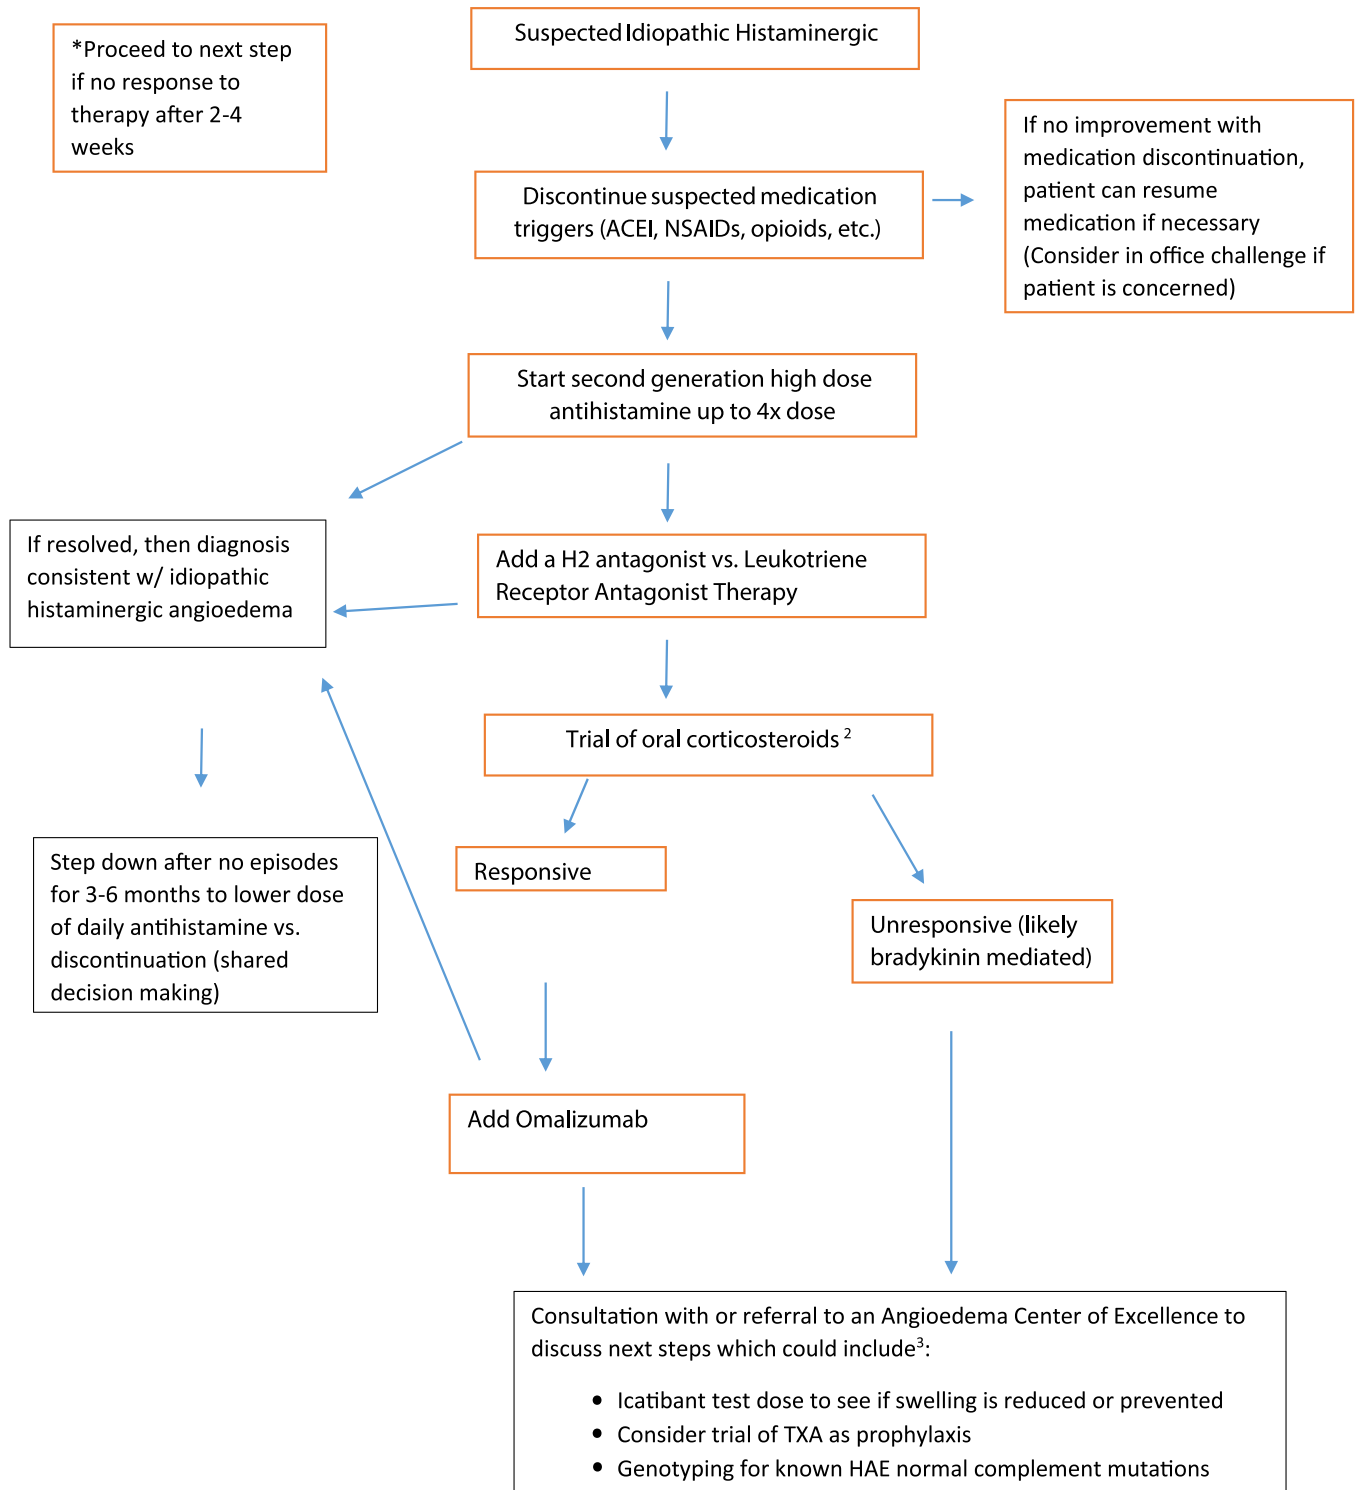 *Proceed to next step
if no response to
therapy after 2-4
weeks
Suspected Idiopathic Histaminergic
If no improvement with
medication discontinuation,
patient can resume
medication if necessary
(Consider in office challenge if
patient is concerned)
Discontinue suspected medication
triggers (ACEI, NSAIDs, opioids, etc.)
Start second generation high dose
antihistamine up to 4x dose
If resolved, then diagnosis
consistent w/ idiopathic
histaminergic angioedema
Add a H2 antagonist vs. Leukotriene
Receptor Antagonist Therapy
Trial of oral corticosteroids ²
Step down after no episodes
for 3-6 months to lower dose
of daily antihistamine vs.
discontinuation (shared
decision making)
Responsive
Unresponsive (likely
bradykinin mediated)
Add Omalizumab
Consultation with or referral to an Angioedema Center of Excellence to
discuss next steps which could include³:
• Icatibant test dose to see if swelling is reduced or prevented
• Consider trial of TXA as prophylaxis
• Genotyping for known HAE normal complement mutations